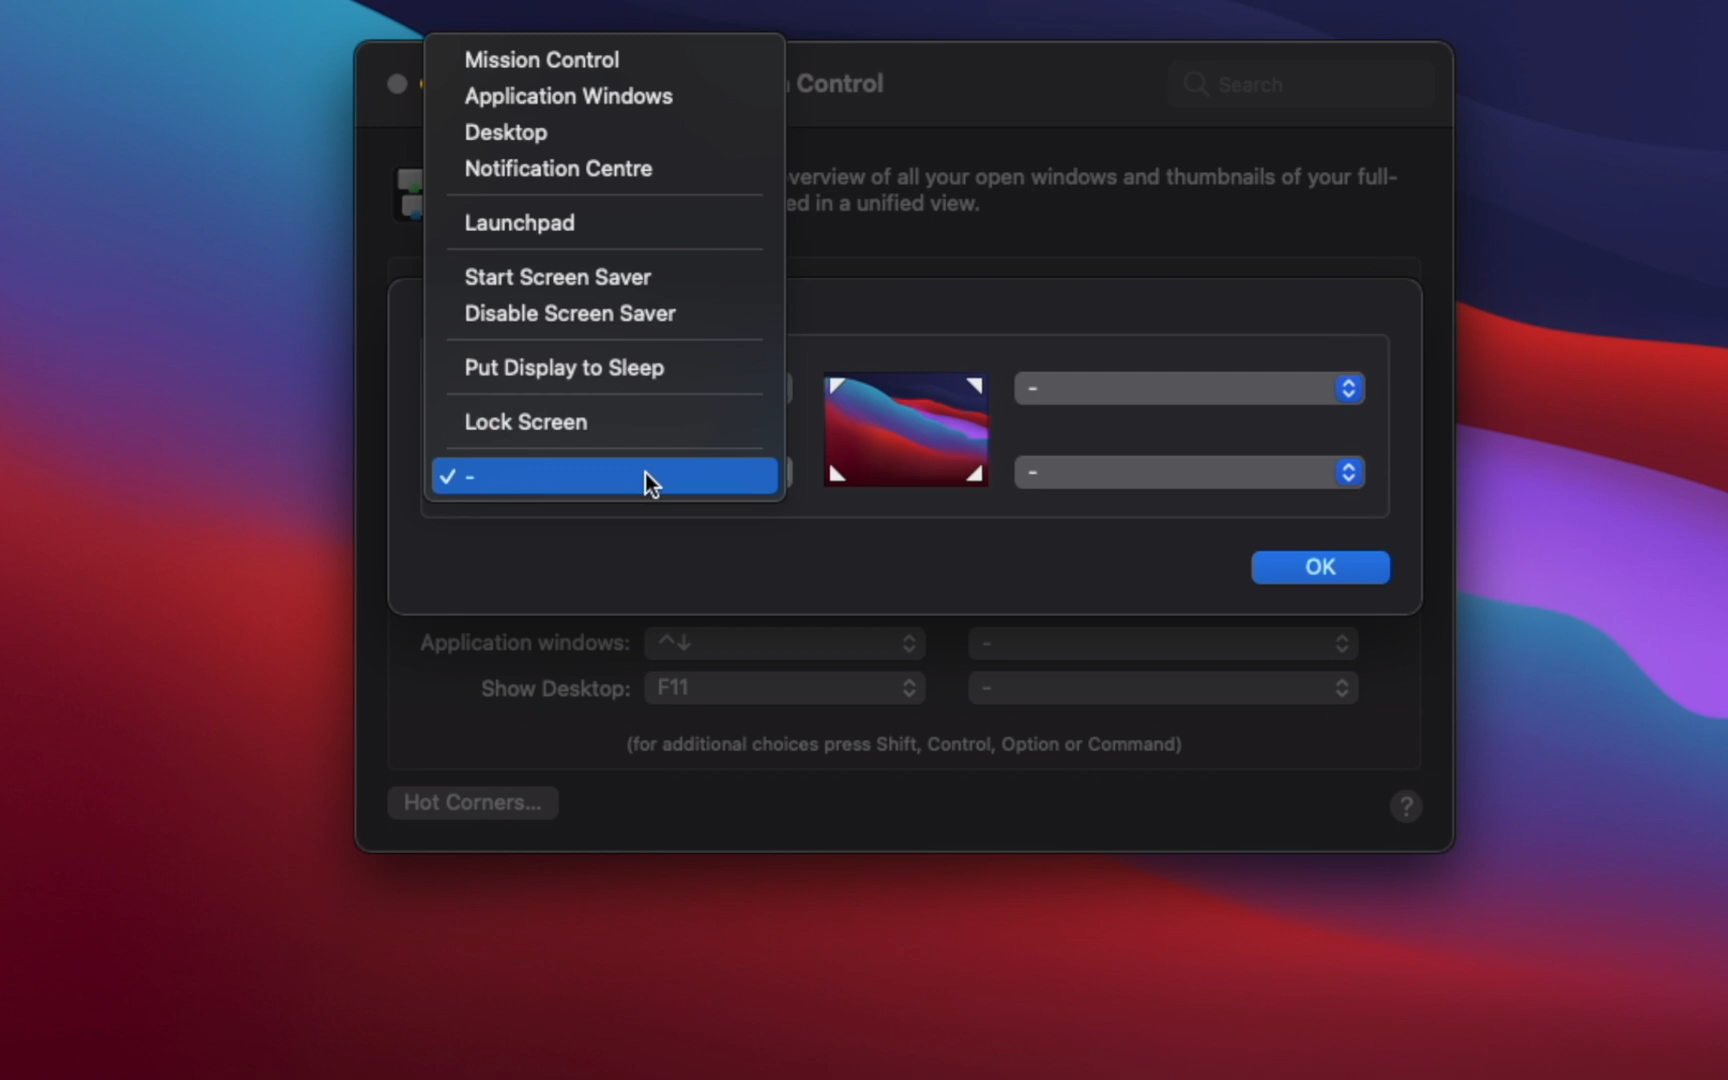 Mission Control
Application Windows
Desktop
Notification Centre
Launchpad
Start Screen Saver
Disable Screen Saver
Put Display to Sleep
Lock Screen
✓ -
Control
Search
overview of all your open windows and thumbnails of your full-
ed in a unified view.
-
-
OK
Application windows: ^↓ -
Show Desktop: F11 -
(for additional choices press Shift, Control, Option or Command)
Hot Corners...
?